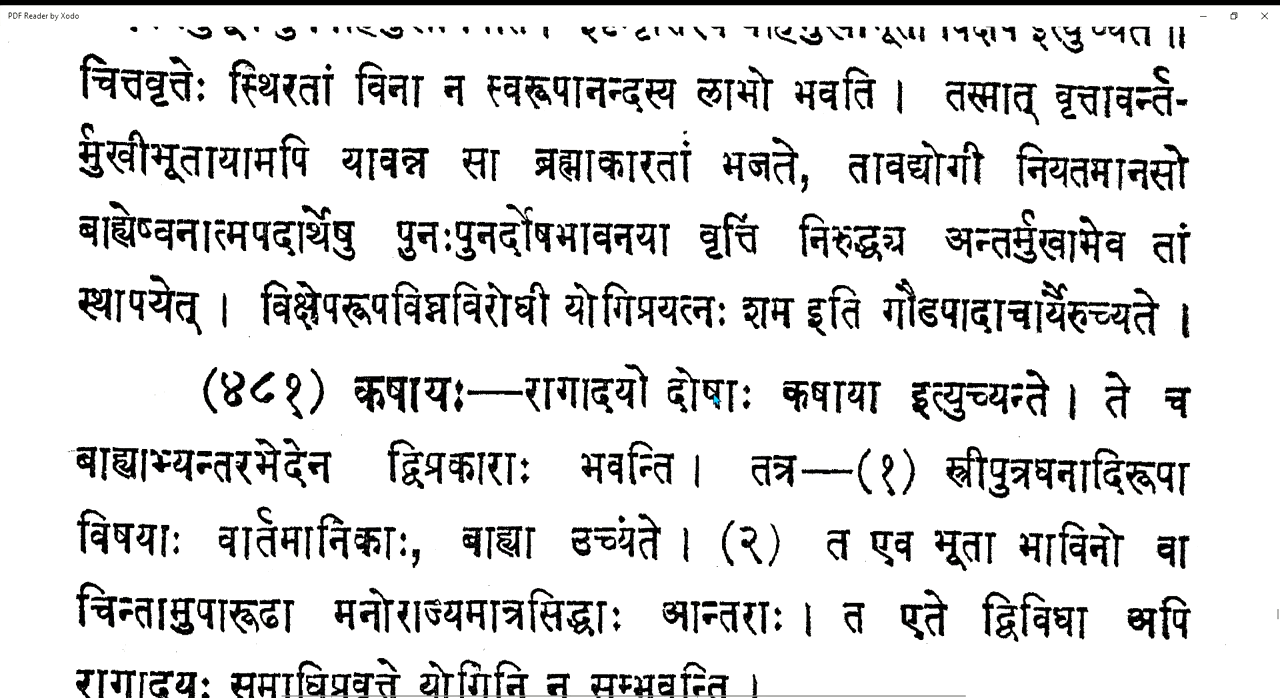 PDF Reader by Xodo
इत्युच्यते ॥
चित्तवृत्तेः स्थिरतां विना न स्वरूपानन्दस्य लाभो भवति । तस्मात् वृत्तावर्न्त-
र्मुखीभूतायामपि यावन्न सा ब्रह्माकारतां भजते, तावद्योगी नियतमानसो
बाह्येष्वनात्मपदार्थेषु पुनःपुनर्दोषभावनया वृत्तिं निरुद्ध्य अन्तर्मुखामेव तां
स्थापयेत् । विक्षेपरूपविघ्नविरोधी योगिप्रयत्नः शम इति गौडपादाचार्यैरुच्यते ।
(४८१) कषायः—रागादयो दोषाः कषाया इत्युच्यन्ते । ते च
बाह्याभ्यन्तरभेदेन द्विप्रकाराः भवन्ति । तत्र—(१) स्त्रीपुत्रधनादिरूपा
विषयाः वार्तमानिकाः, बाह्या उच्यंते । (२) त एव भूता भाविनो वा
चिन्तामुपारूढा मनोराज्यमात्रसिद्धाः आन्तराः । त एते द्विविधा अपि
रागादयः समाधिप्रवृत्ते योगिनि न सम्भवन्ति ।